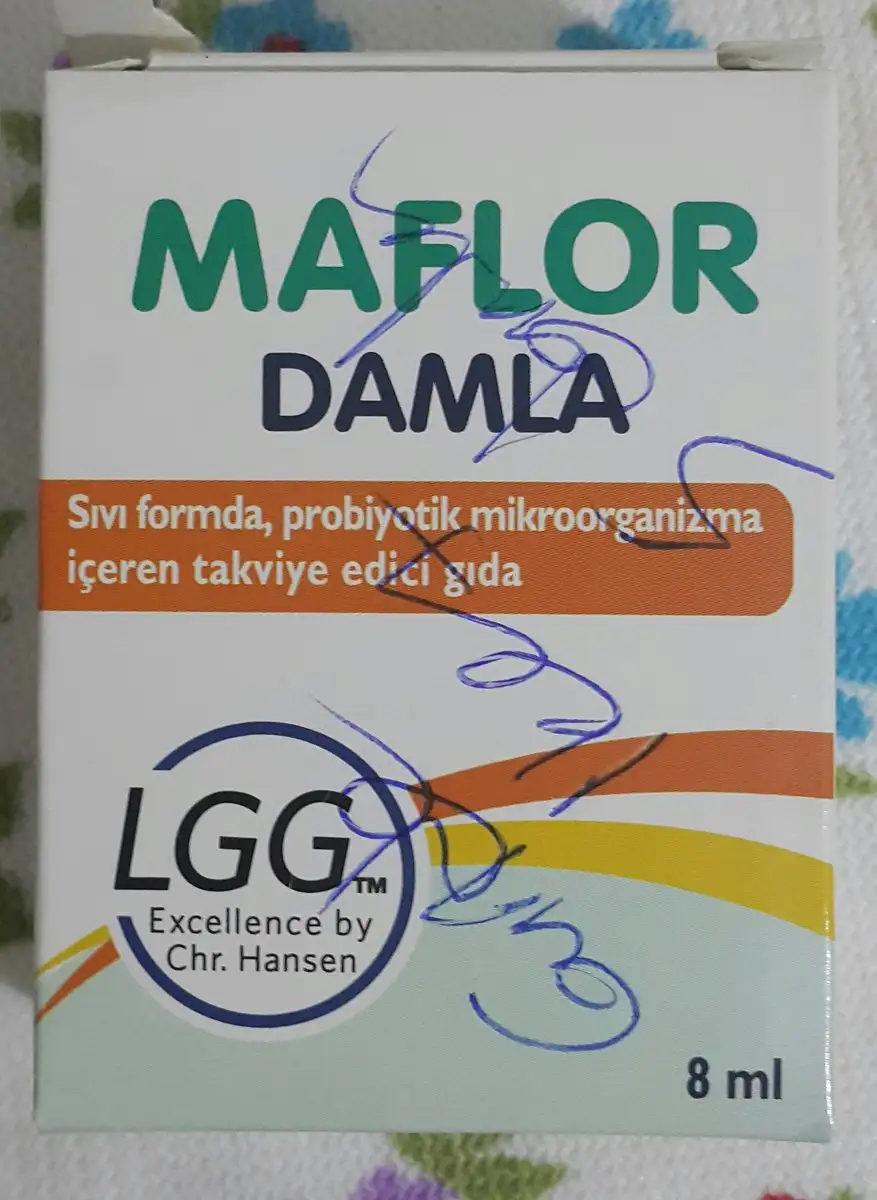 MAFLOR
DAMLA
Sıvı formda, probiyotik mikroorganizma
içeren takviye edici gıda
LGG™
Excellence by
Chr. Hansen
8 ml